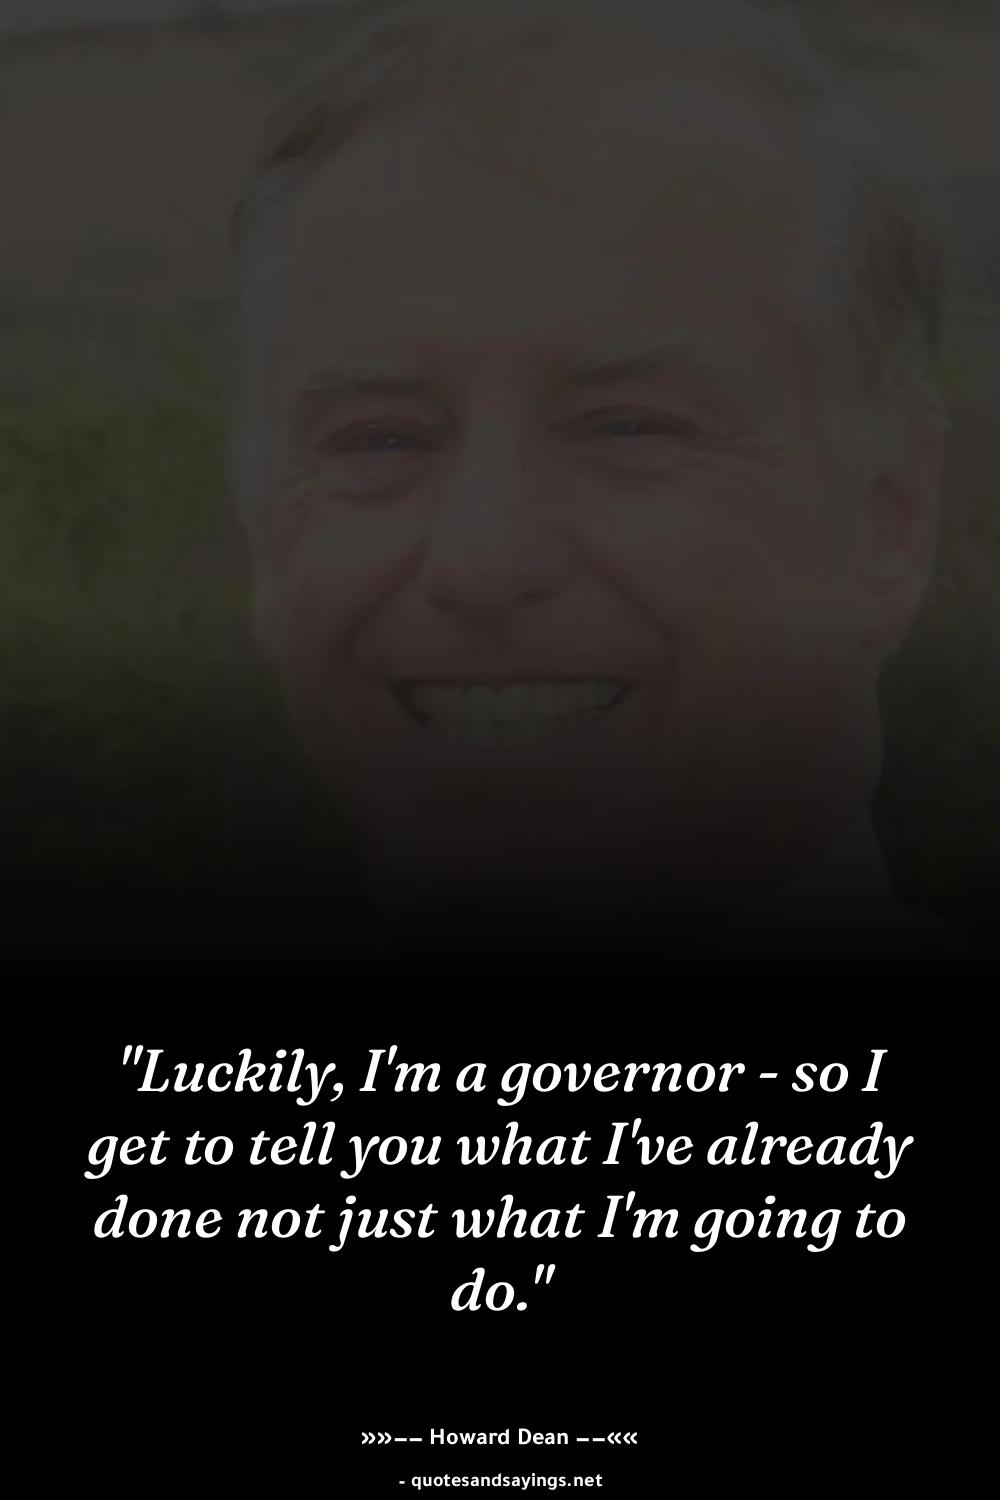 "Luckily, I'm a governor - so I
get to tell you what I've already
done not just what I'm going to
do."
»»−− Howard Dean −−««
- quotesandsayings.net